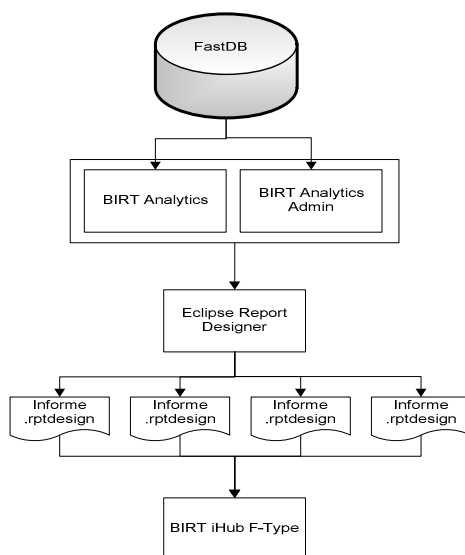 FastDB
BIRT Analytics
BIRT Analytics
Admin
Eclipse Report
Designer
Informe
.rptdesign
Informe
.rptdesign
Informe
.rptdesign
Informe
.rptdesign
BIRT iHub F-Type